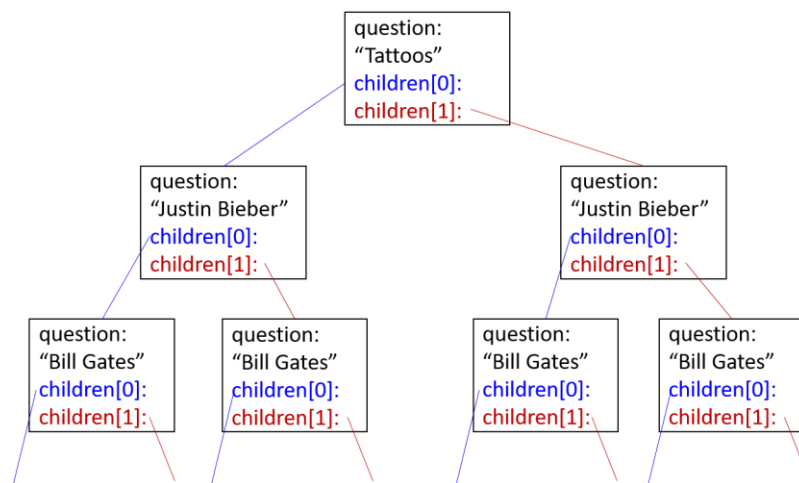 question:
“Tattoos”
children[0]:
children[1]:
question:
“Justin Bieber”
children[0]:
children[1]:
question:
“Justin Bieber”
children[0]:
children[1]:
question:
“Bill Gates”
children[0]:
children[1]:
question:
“Bill Gates”
children[0]:
children[1]:
question:
“Bill Gates”
children[0]:
children[1]:
question:
“Bill Gates”
children[0]:
children[1]: